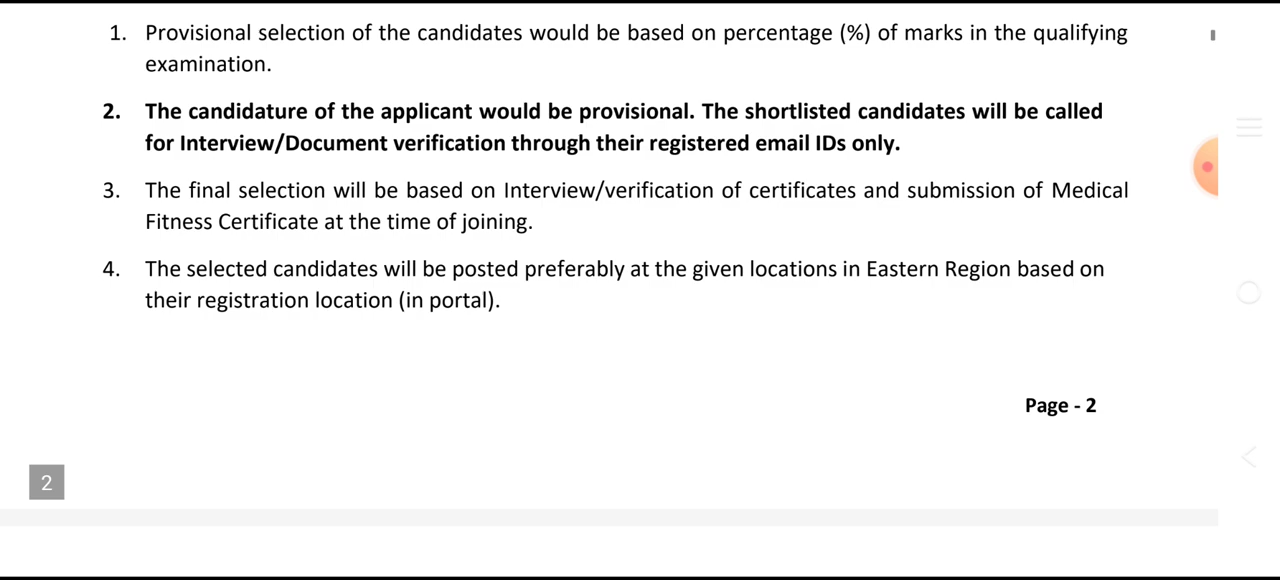 1. Provisional selection of the candidates would be based on percentage (%) of marks in the qualifying
examination.
2. The candidature of the applicant would be provisional. The shortlisted candidates will be called
for Interview/Document verification through their registered email IDs only.
3. The final selection will be based on Interview/verification of certificates and submission of Medical
Fitness Certificate at the time of joining.
4. The selected candidates will be posted preferably at the given locations in Eastern Region based on
their registration location (in portal).
Page - 2
2